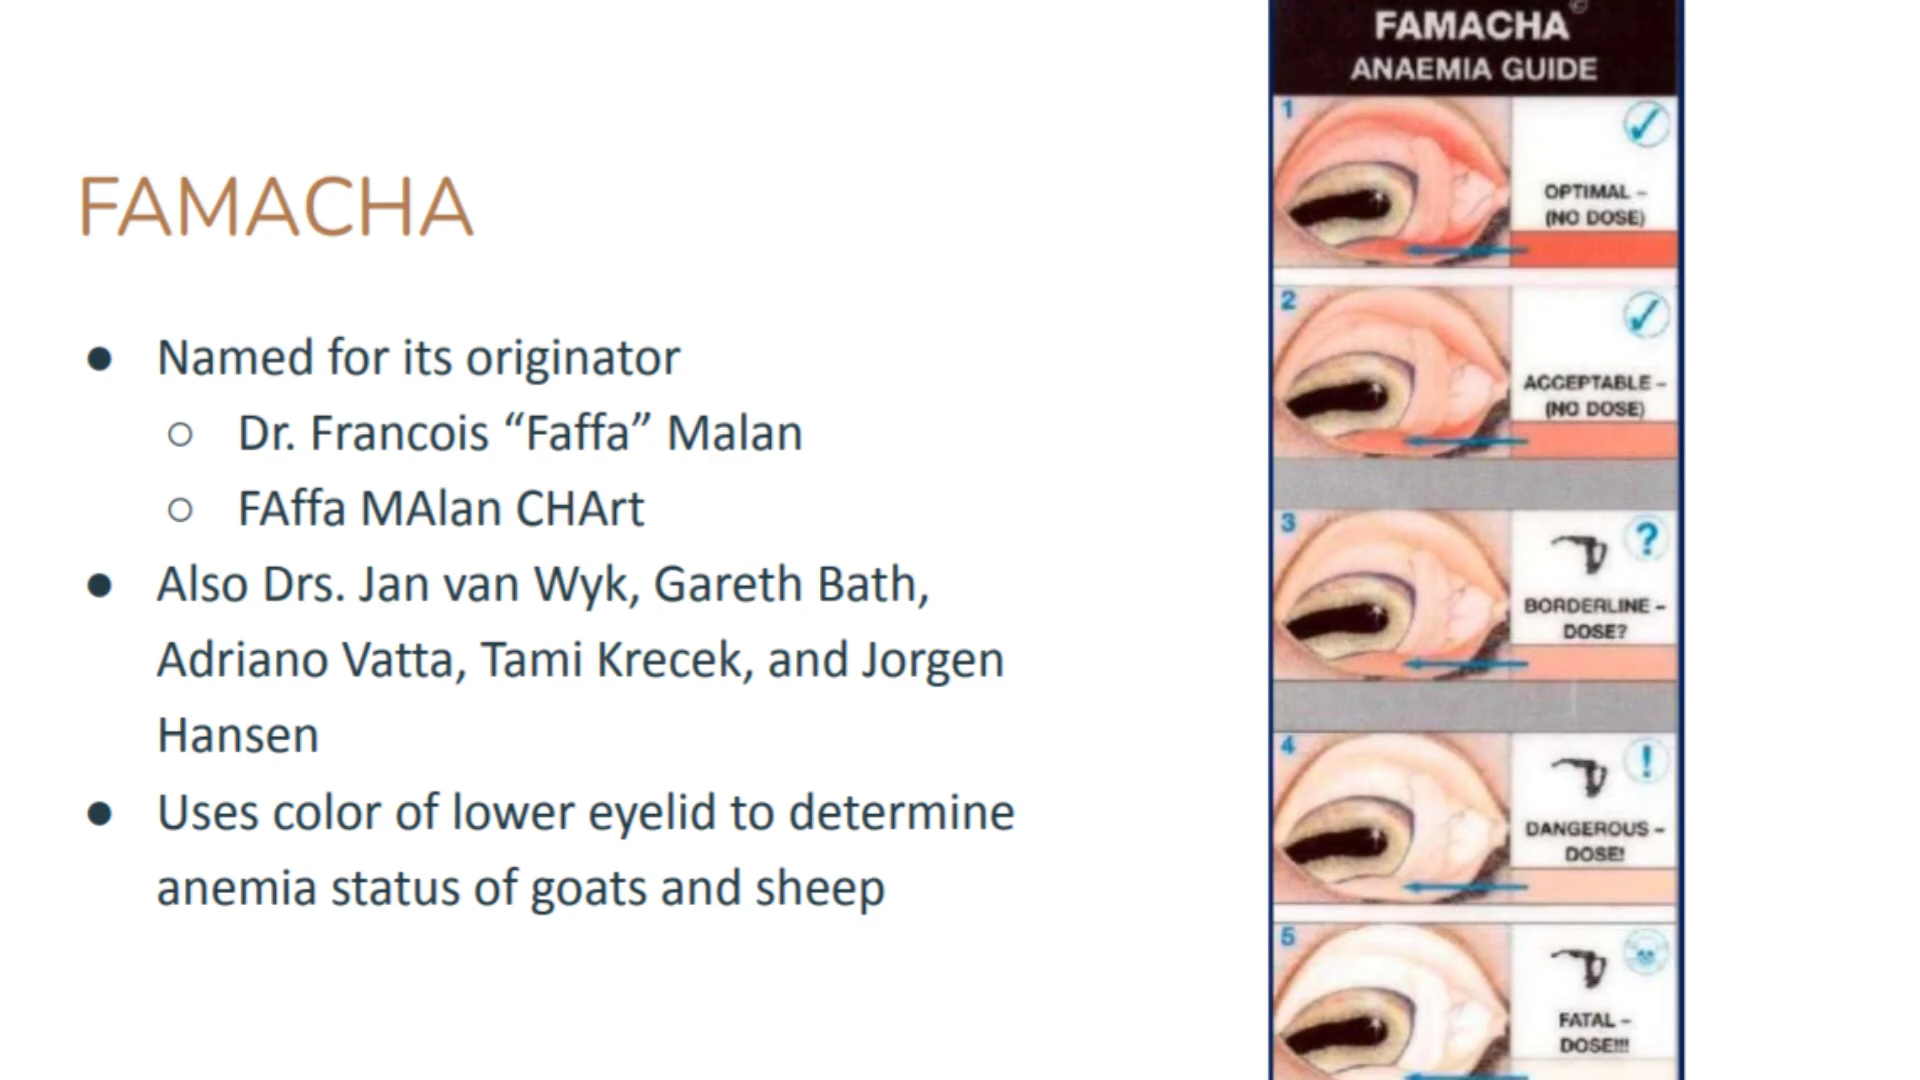 FAMACHA
● Named for its originator
○ Dr. Francois “Faffa” Malan
○ FAffa MAlan CHArt
● Also Drs. Jan van Wyk, Gareth Bath,
Adriano Vatta, Tami Krecek, and Jorgen
Hansen
● Uses color of lower eyelid to determine
anemia status of goats and sheep
FAMACHA©
ANAEMIA GUIDE
1
OPTIMAL –
(NO DOSE)
2
ACCEPTABLE –
(NO DOSE)
3
?
BORDERLINE –
DOSE?
4
!
DANGEROUS –
DOSE!
5
FATAL –
DOSE!!!